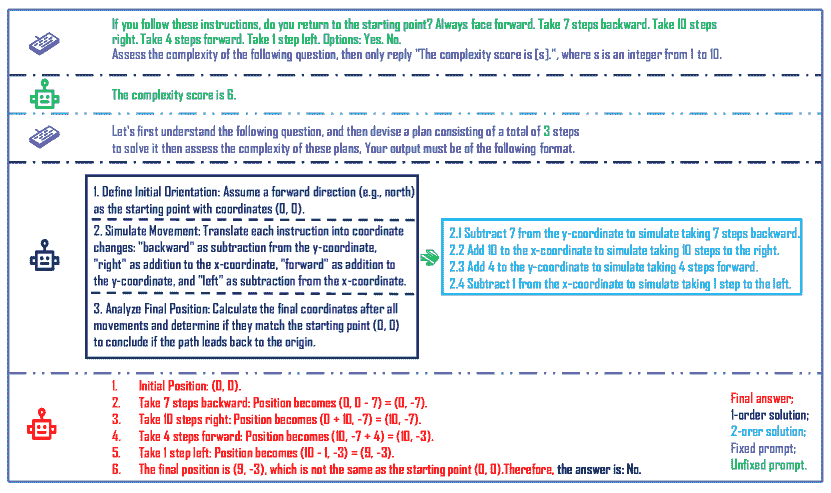 If you follow these instructions, do you return to the starting point? Always face forward. Take 7 steps backward. Take 10 steps
right. Take 4 steps forward. Take 1 step left. Options: Yes. No.
Assess the complexity of the following question, then only reply "The complexity score is [s].", where s is an integer from 1 to 10.
The complexity score is 6.
Let's first understand the following question, and then devise a plan consisting of a total of 3 steps
to solve it then assess the complexity of these plans, Your output must be of the following format.
1. Define Initial Orientation: Assume a forward direction (e.g., north)
as the starting point with coordinates (0, 0).
2. Simulate Movement: Translate each instruction into coordinate
changes: "backward" as subtraction from the y-coordinate,
"right" as addition to the x-coordinate, "forward" as addition to
the y-coordinate, and "left" as subtraction from the x-coordinate.
3. Analyze Final Position: Calculate the final coordinates after all
movements and determine if they match the starting point (0, 0)
to conclude if the path leads back to the origin.
2.1 Subtract 7 from the y-coordinate to simulate taking 7 steps backward.
2.2 Add 10 to the x-coordinate to simulate taking 10 steps to the right.
2.3 Add 4 to the y-coordinate to simulate taking 4 steps forward.
2.4 Subtract 1 from the x-coordinate to simulate taking 1 step to the left.
1. Initial Position: (0, 0).
2. Take 7 steps backward: Position becomes (0, 0 - 7) = (0, -7).
3. Take 10 steps right: Position becomes (0 + 10, -7) = (10, -7).
4. Take 4 steps forward: Position becomes (10, -7 + 4) = (10, -3).
5. Take 1 step left: Position becomes (10 - 1, -3) = (9, -3).
6. The final position is (9, -3), which is not the same as the starting point (0, 0).Therefore, the answer is: No.
Final answer;
1-order solution;
2-orer solution;
Fixed prompt;
Unfixed prompt.